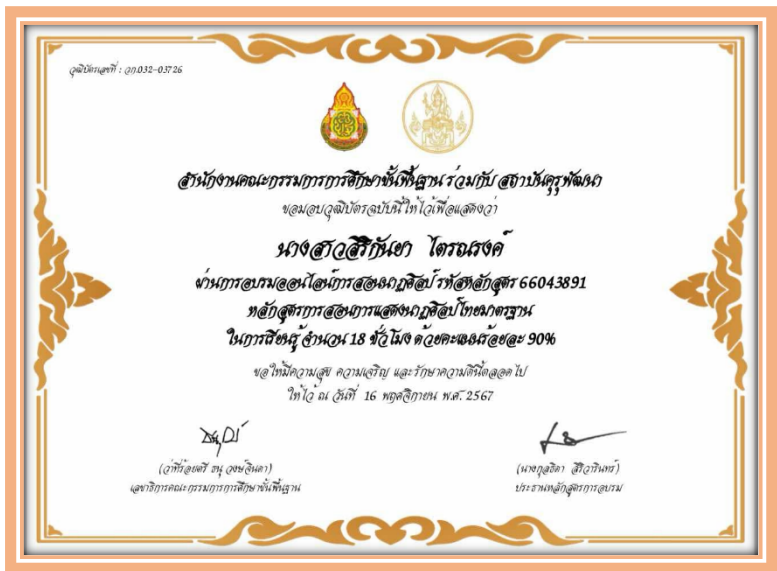 วุฒิบัตรเลขที่ : วก.032-03726
สำนักงานคณะกรรมการการศึกษาขั้นพื้นฐาน ร่วมกับ สถาบันคุรุพัฒนา
ขอมอบวุฒิบัตรฉบับนี้ให้ไว้เพื่อแสดงว่า
นางสาวสิริกันยา ไตรณรงค์
ผ่านการอบรมออนไลน์การสอนนาฏศิลป์ รหัสหลักสูตร 66043891
หลักสูตรการสอนการแสดงนาฏศิลป์ไทยมาตรฐาน
ในการเรียนรู้ จำนวน 18 ชั่วโมง ด้วยคะแนนร้อยละ 90%
ขอให้มีความสุข ความเจริญ และรักษาความดีนี้ตลอดไป
ให้ไว้ ณ วันที่ 16 พฤศจิกายน พ.ศ. 2567
(ว่าที่ร้อยตรี ธนุ วงษ์จินดา)
เลขาธิการคณะกรรมการการศึกษาขั้นพื้นฐาน
(นางกุลธิดา สิริวารินทร์)
ประธานหลักสูตรการอบรม